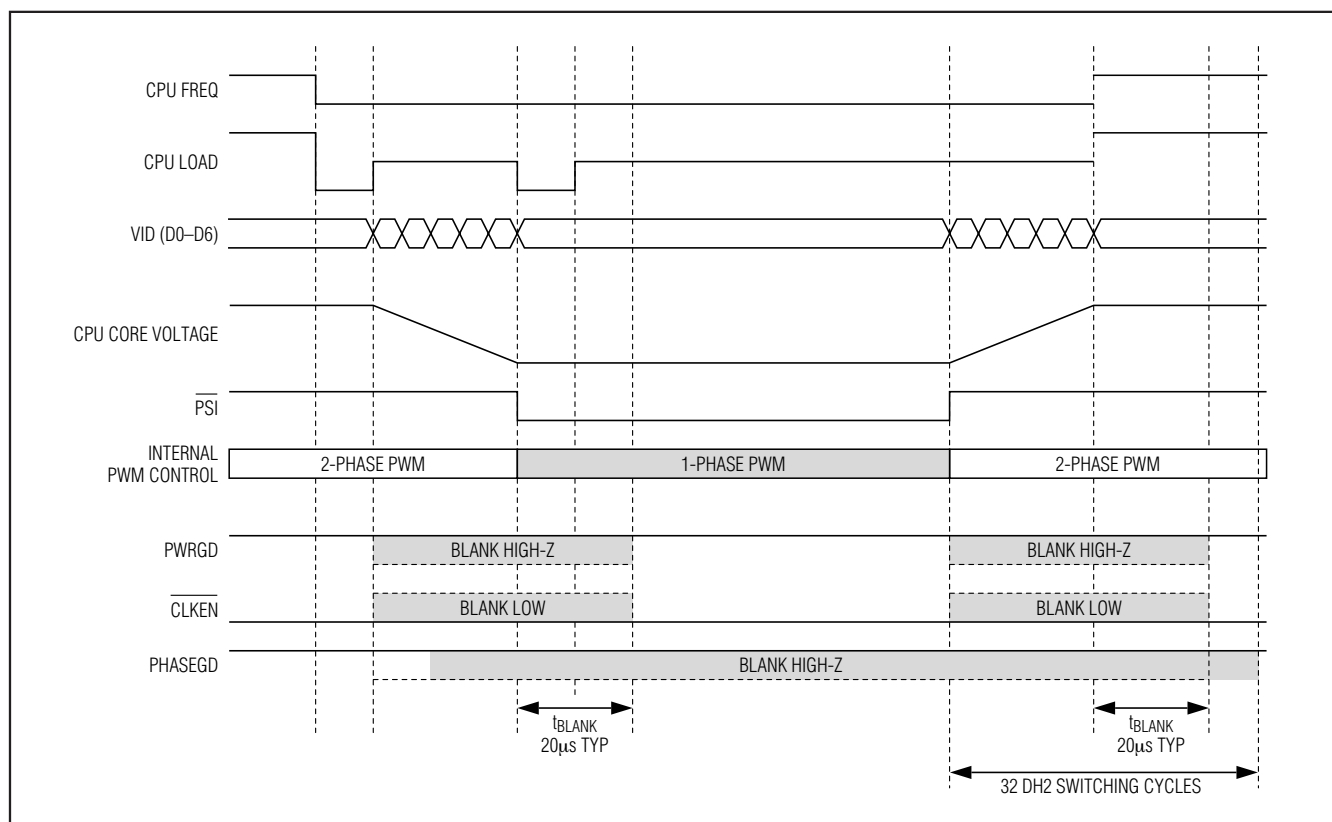 CPU FREQ
CPU LOAD
VID (D0–D6)
CPU CORE VOLTAGE
PSI
INTERNAL
PWM CONTROL
2-PHASE PWM
1-PHASE PWM
2-PHASE PWM
PWRGD
BLANK HIGH-Z
BLANK HIGH-Z
CLKEN
BLANK LOW
BLANK LOW
PHASEGD
BLANK HIGH-Z
tBLANK
20μs TYP
tBLANK
20μs TYP
32 DH2 SWITCHING CYCLES